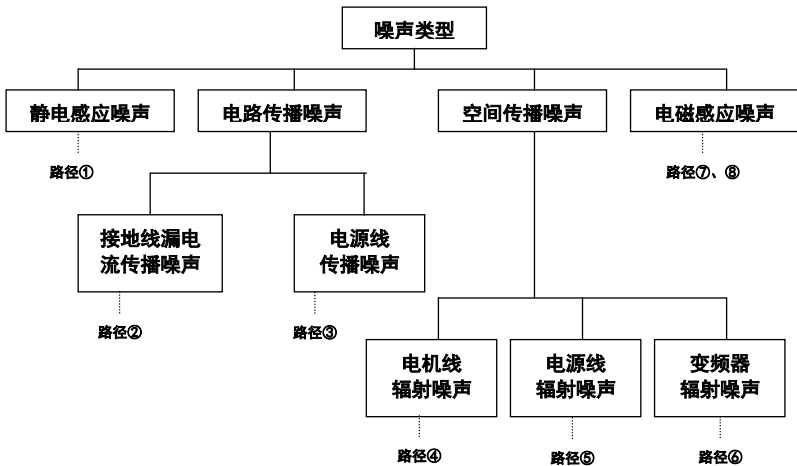 噪声类型
静电感应噪声
电路传播噪声
空间传播噪声
电磁感应噪声
路径①
路径⑦、⑧
接地线漏电
流传播噪声
电源线
传播噪声
路径②
路径③
电机线
辐射噪声
电源线
辐射噪声
变频器
辐射噪声
路径④
路径⑤
路径⑥